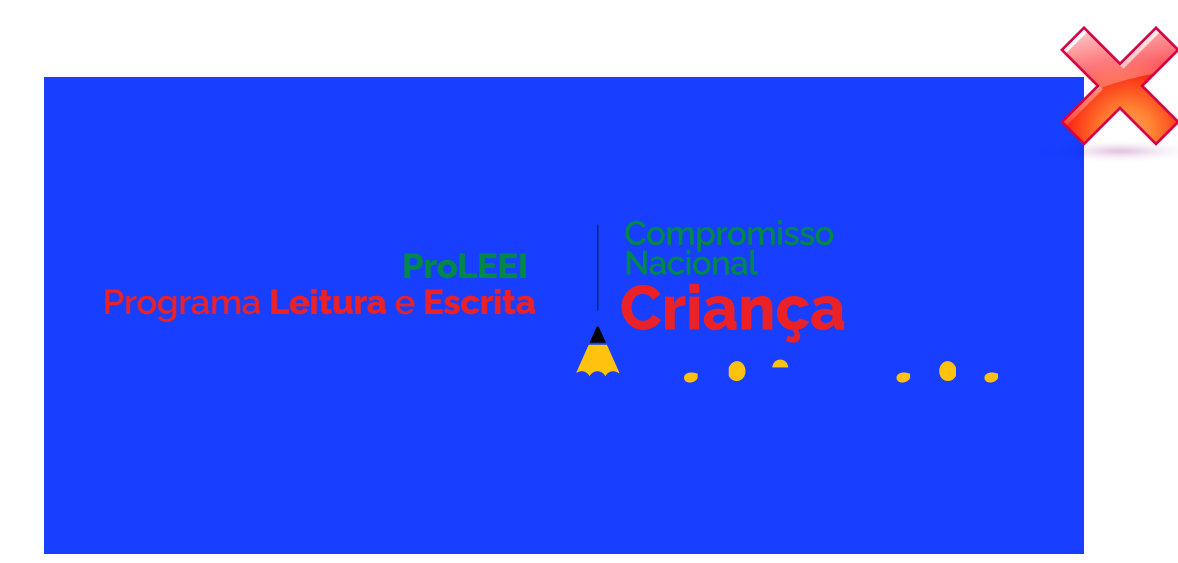 ProLEEI
Programa Leitura e Escrita
Compromisso
Nacional
Criança